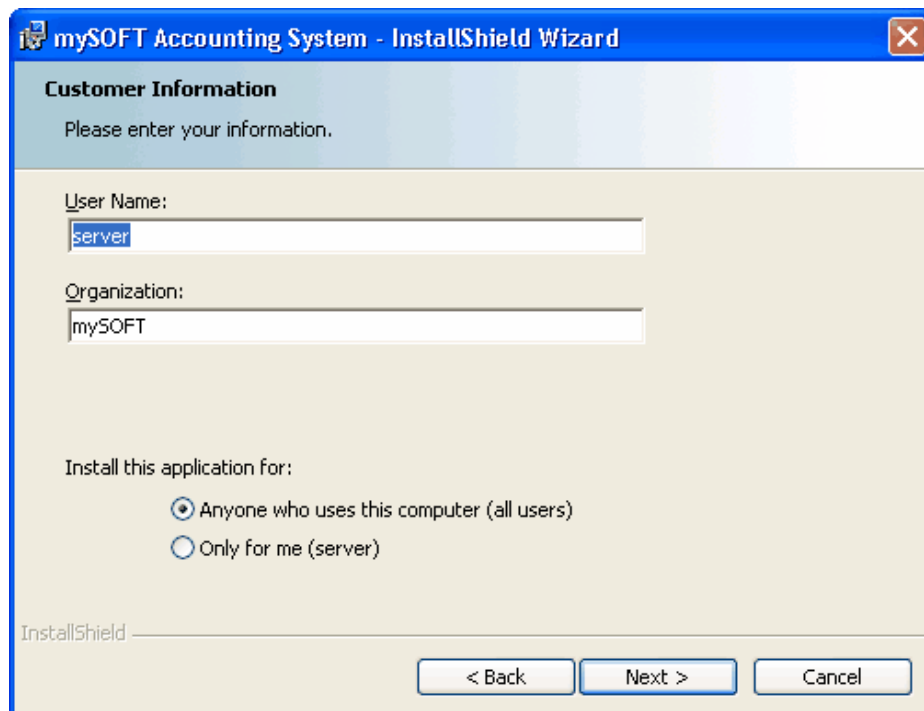 mySOFT Accounting System - InstallShield Wizard
Customer Information
Please enter your information.
User Name:
server
Organization:
mySOFT
Install this application for:
Anyone who uses this computer (all users)
Only for me (server)
InstallShield
< Back Next > Cancel